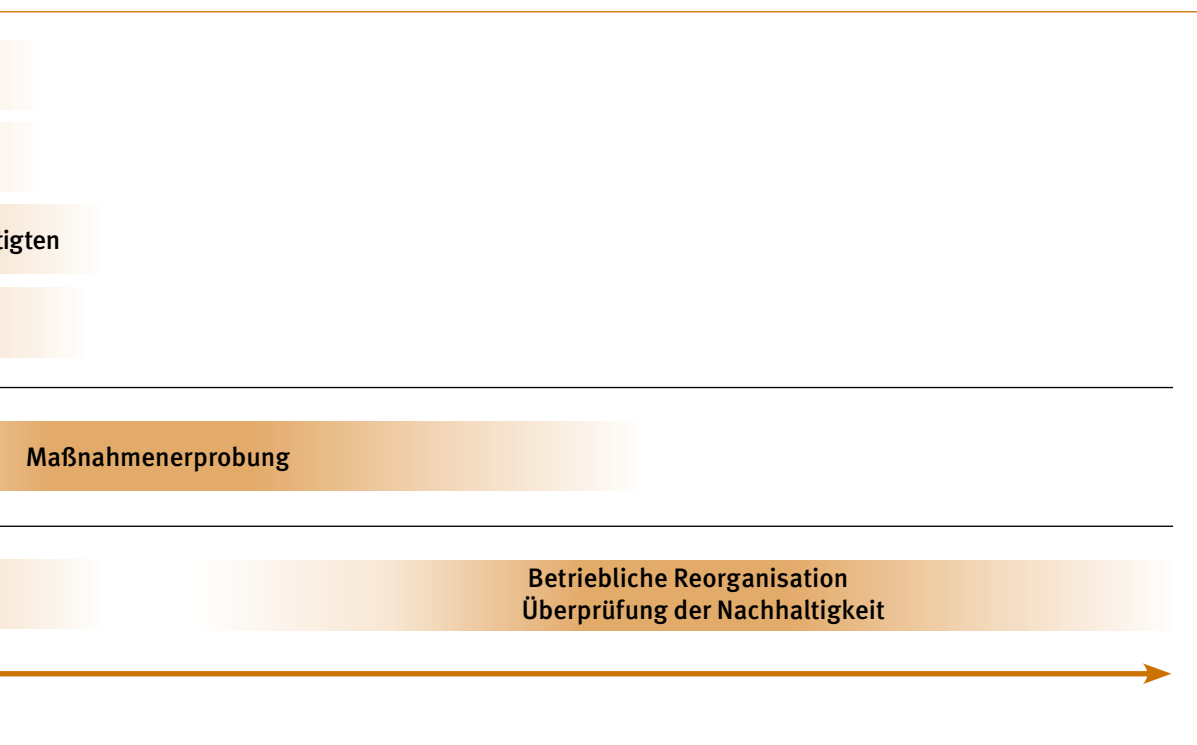 tigten
Maßnahmenerprobung
Betriebliche Reorganisation
Überprüfung der Nachhaltigkeit